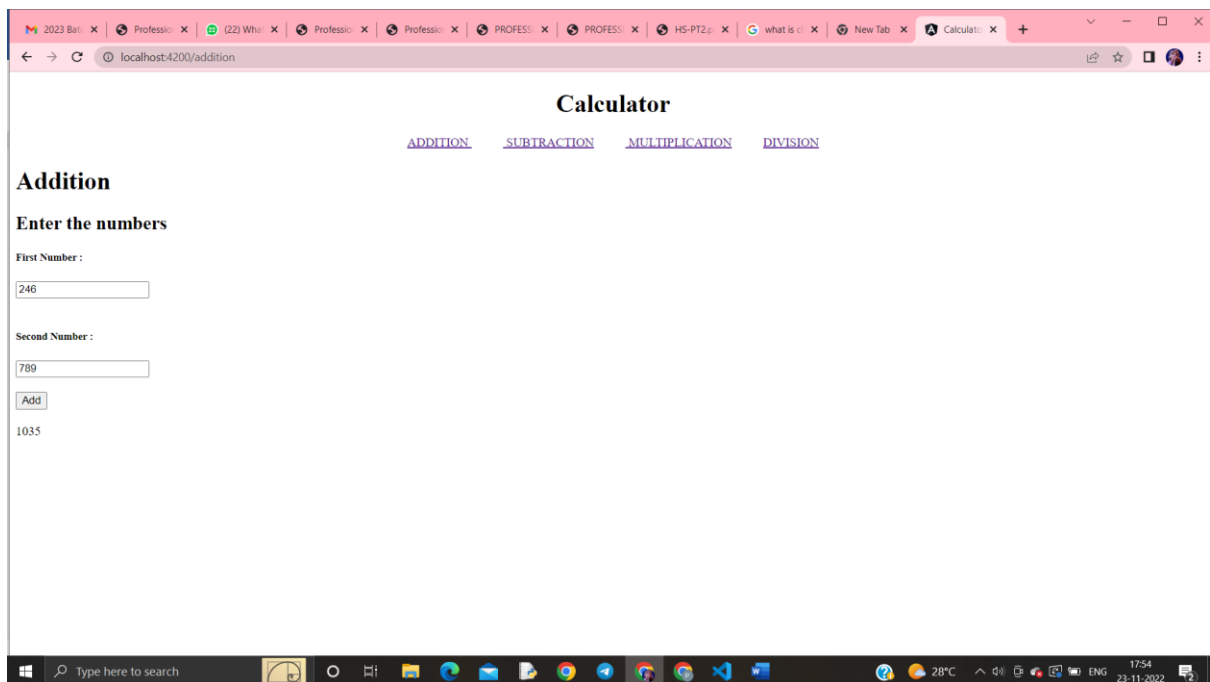 2023 Bat
Professio
(22) What
Professio
Professio
PROFESS
PROFESSI
HS-PT2.p
what is c
New Tab
Calculato
localhost:4200/addition
Calculator
ADDITION SUBTRACTION MULTIPLICATION DIVISION
Addition
Enter the numbers
First Number :
246
Second Number :
789
Add
1035
Type here to search
28°C
ENG
17:54
23-11-2022
2